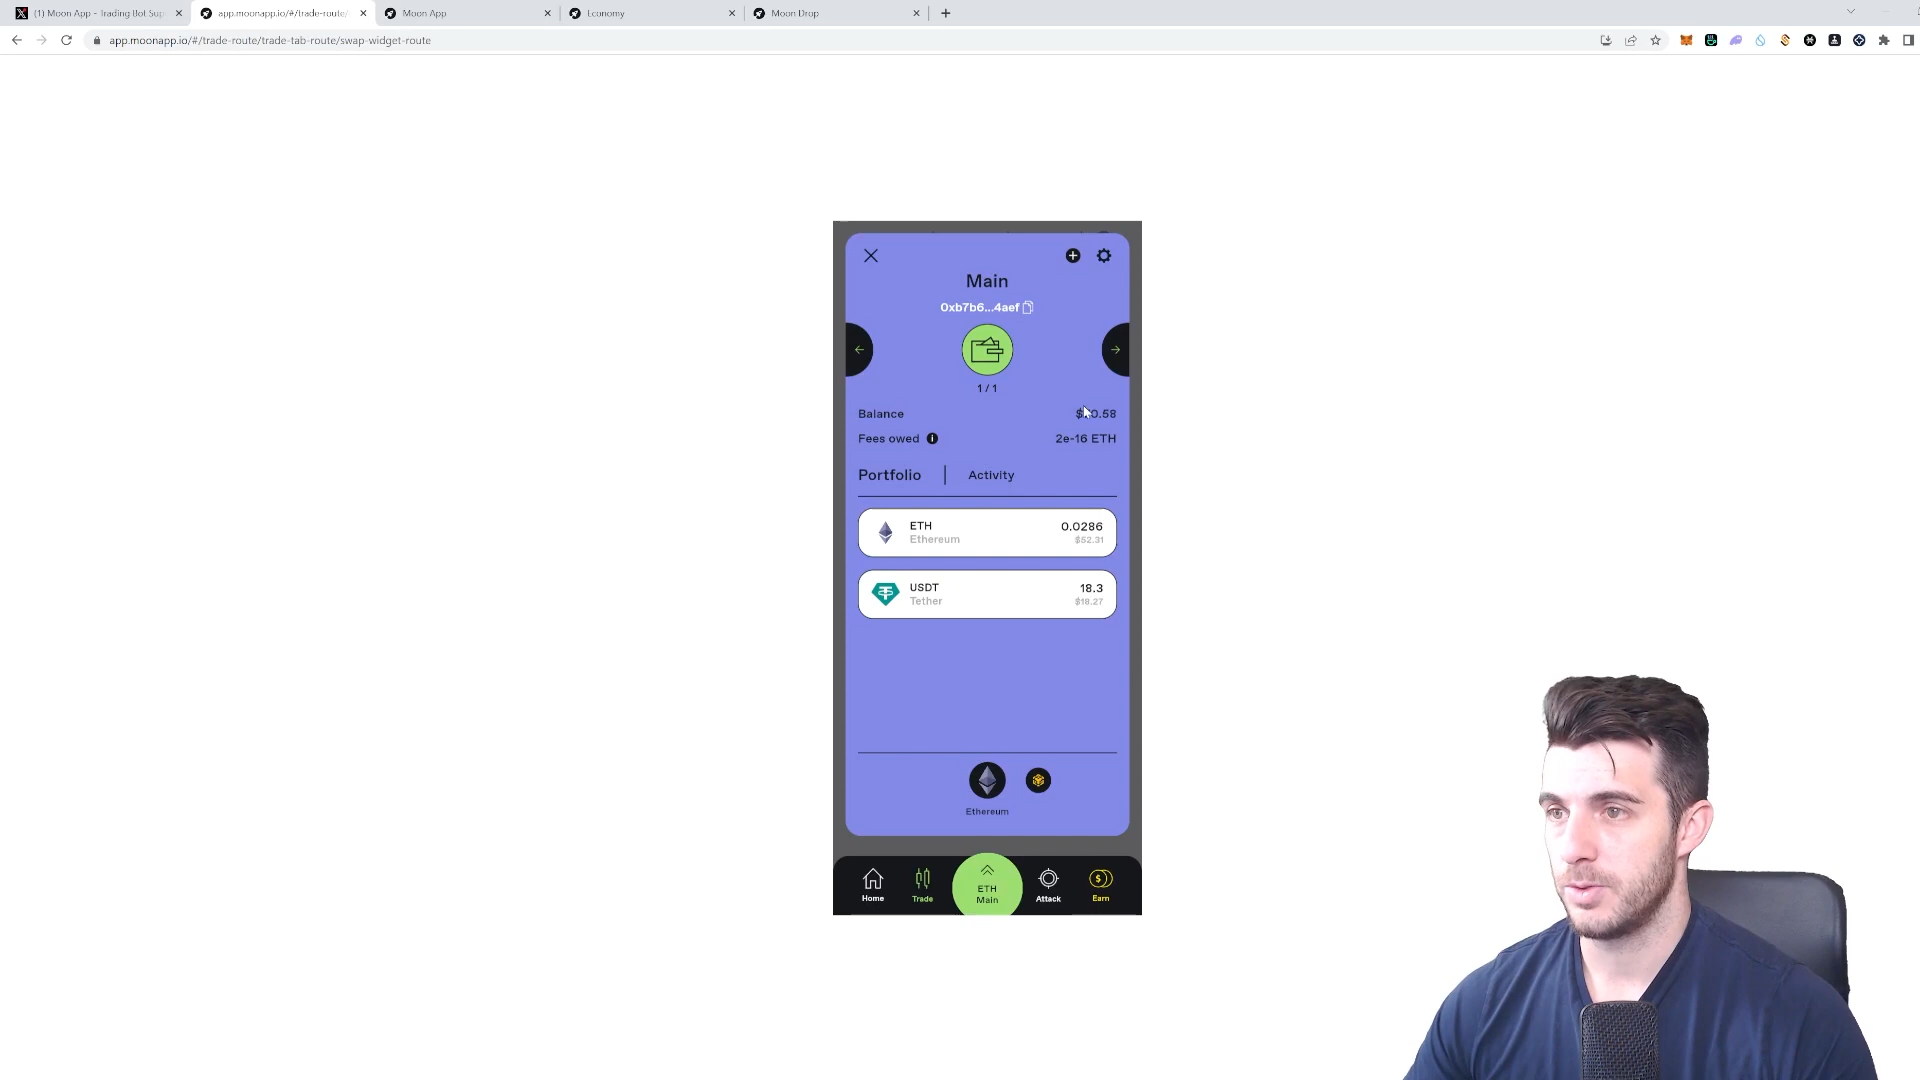 (1) Moon App - Trading Bot Sup
app.moonapp.io/#/trade-route/
Moon App
Economy
Moon Drop
app.moonapp.io/#/trade-route/trade-tab-route/swap-widget-route
Main
0xb7b6...4aef
1 / 1
Balance
Fees owed 2e-16 ETH
Portfolio | Activity
ETH 0.0286
Ethereum $52.31
USDT 18.3
Tether $18.27
Ethereum
Home Trade ETH Main Attack Earn